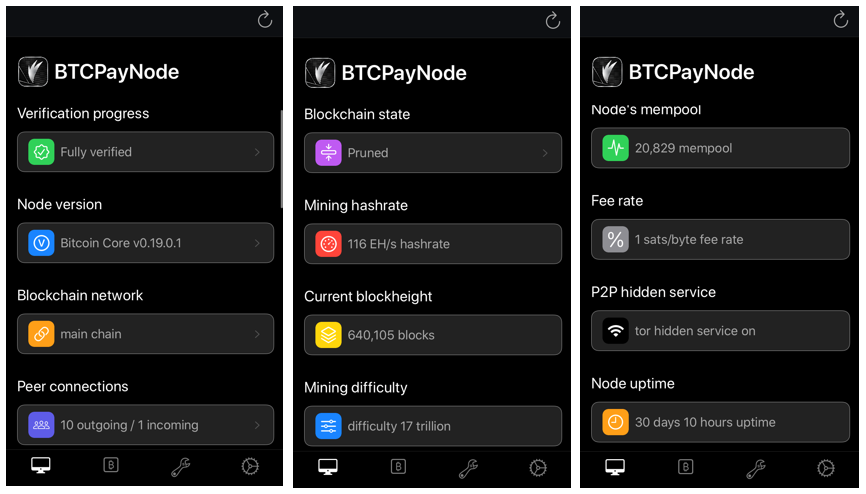 BTCPayNode
Verification progress
Fully verified
Node version
Bitcoin Core v0.19.0.1
Blockchain network
main chain
Peer connections
10 outgoing / 1 incoming
BTCPayNode
Blockchain state
Pruned
Mining hashrate
116 EH/s hashrate
Current blockheight
640,105 blocks
Mining difficulty
difficulty 17 trillion
BTCPayNode
Node's mempool
20,829 mempool
Fee rate
1 sats/byte fee rate
P2P hidden service
tor hidden service on
Node uptime
30 days 10 hours uptime